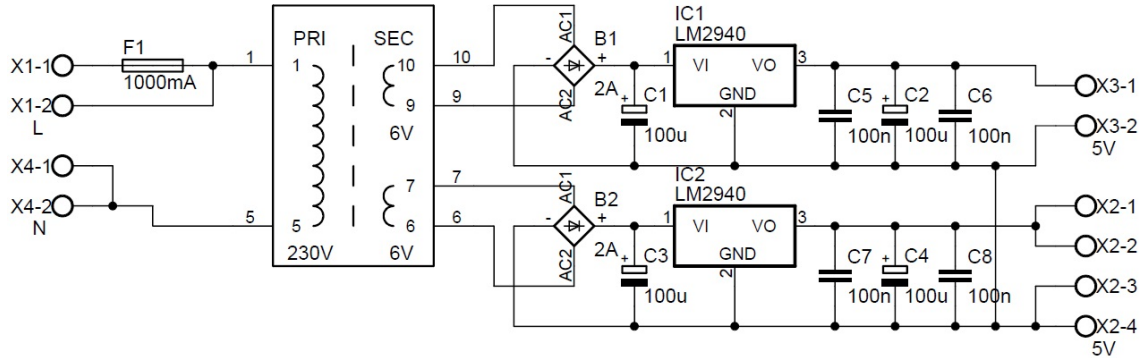 X1-1
F1
1000mA
X1-2
L
X4-1
X4-2
N
1
5
PRI
SEC
1
10
9
6V
7
5
6
230V
6V
10
9
7
6
AC1
AC2
-
+
B1
2A
+
C1
100u
IC1
LM2940
1
VI
VO
3
GND
2
C5
100n
+
C2
100u
C6
100n
X3-1
X3-2
5V
AC1
AC2
-
+
B2
2A
+
C3
100u
IC2
LM2940
1
VI
VO
3
GND
2
C7
100n
+
C4
100u
C8
100n
X2-1
X2-2
X2-3
X2-4
5V